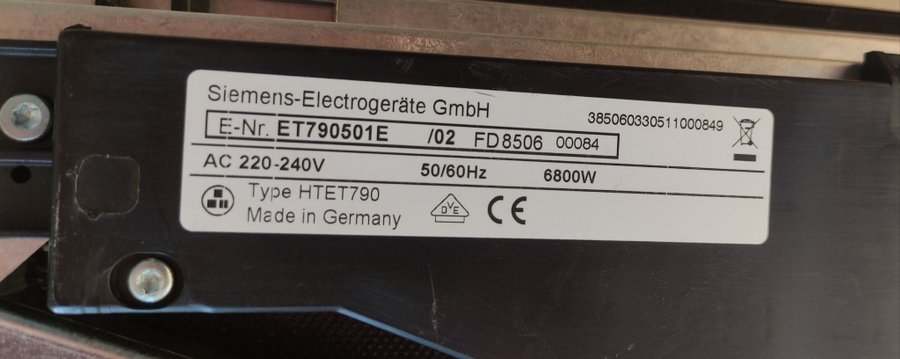 Siemens-Electrogeräte GmbH
385060330511000849
E-Nr. ET790501E /02 FD 8506 00084
AC 220-240V 50/60Hz 6800W
Type HTET790
Made in Germany
DVE
CE